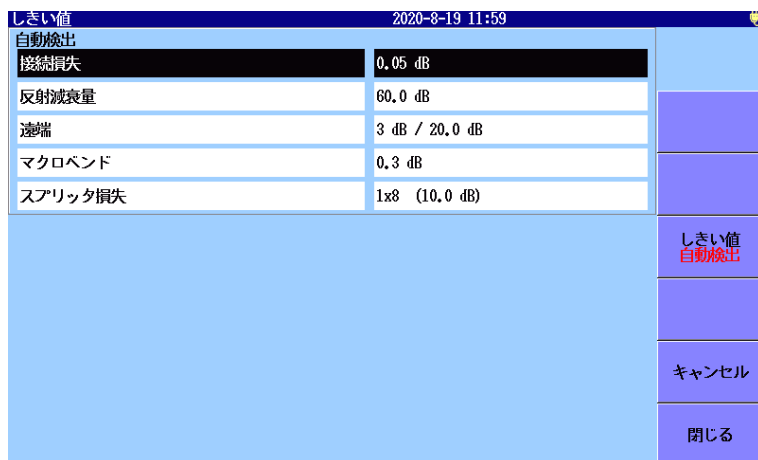 しきい値 2020-8-19 11:59
自動検出
接続損失 0.05 dB
反射減衰量 60.0 dB
遠端 3 dB / 20.0 dB
マクロベンド 0.3 dB
スプリッタ損失 1x8 (10.0 dB)
しきい値
自動検出
キャンセル
閉じる